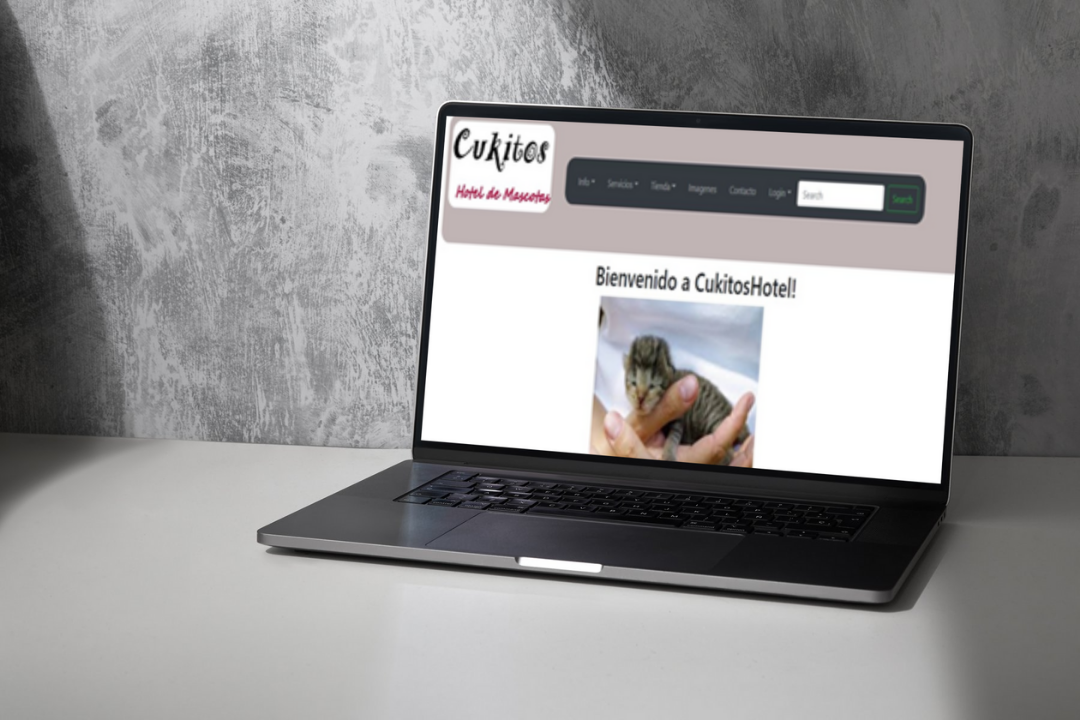 Cukitos
Hotel de Mascotas
Info Servicios Tienda Imagenes Contacto Login Search Search
Bienvenido a CukitosHotel!